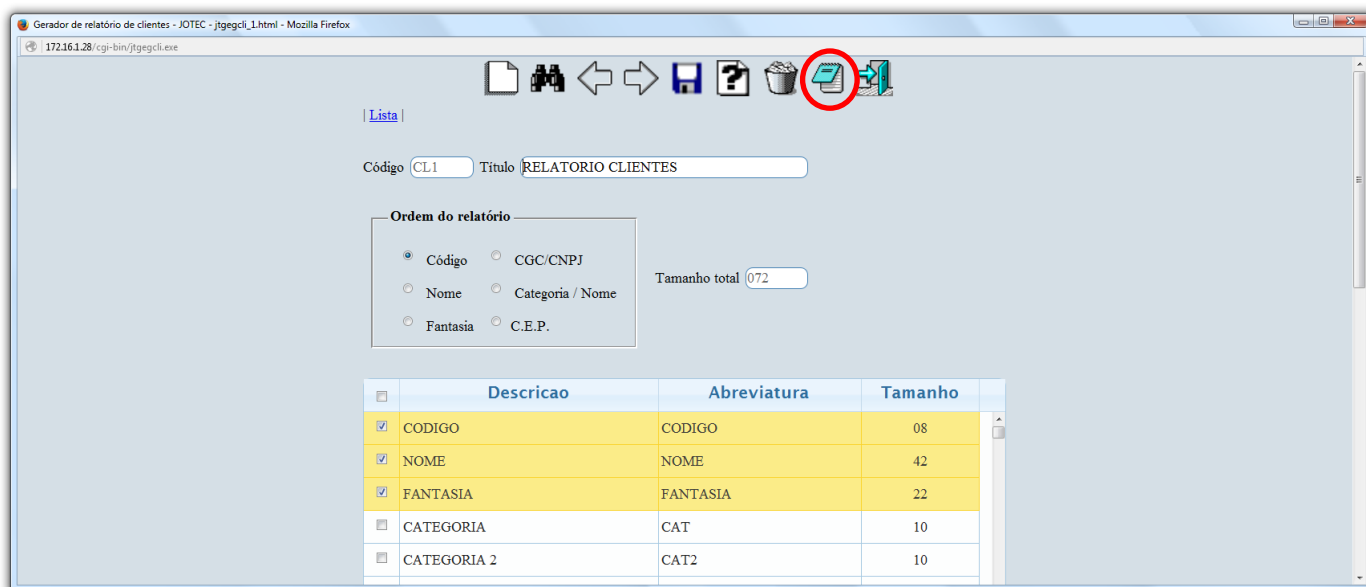 Gerador de relatório de clientes - JOTEC - jtgegcli_1.html - Mozilla Firefox
172.16.1.28/cgi-bin/jtgegcli.exe
| Lista |
Código CL1 Título RELATORIO CLIENTES
Ordem do relatório
Código CGC/CNPJ
Nome Categoria / Nome
Tamanho total 072
Fantasia C.E.P.
Descricao Abreviatura Tamanho
CODIGO CODIGO 08
NOME NOME 42
FANTASIA FANTASIA 22
CATEGORIA CAT 10
CATEGORIA 2 CAT2 10